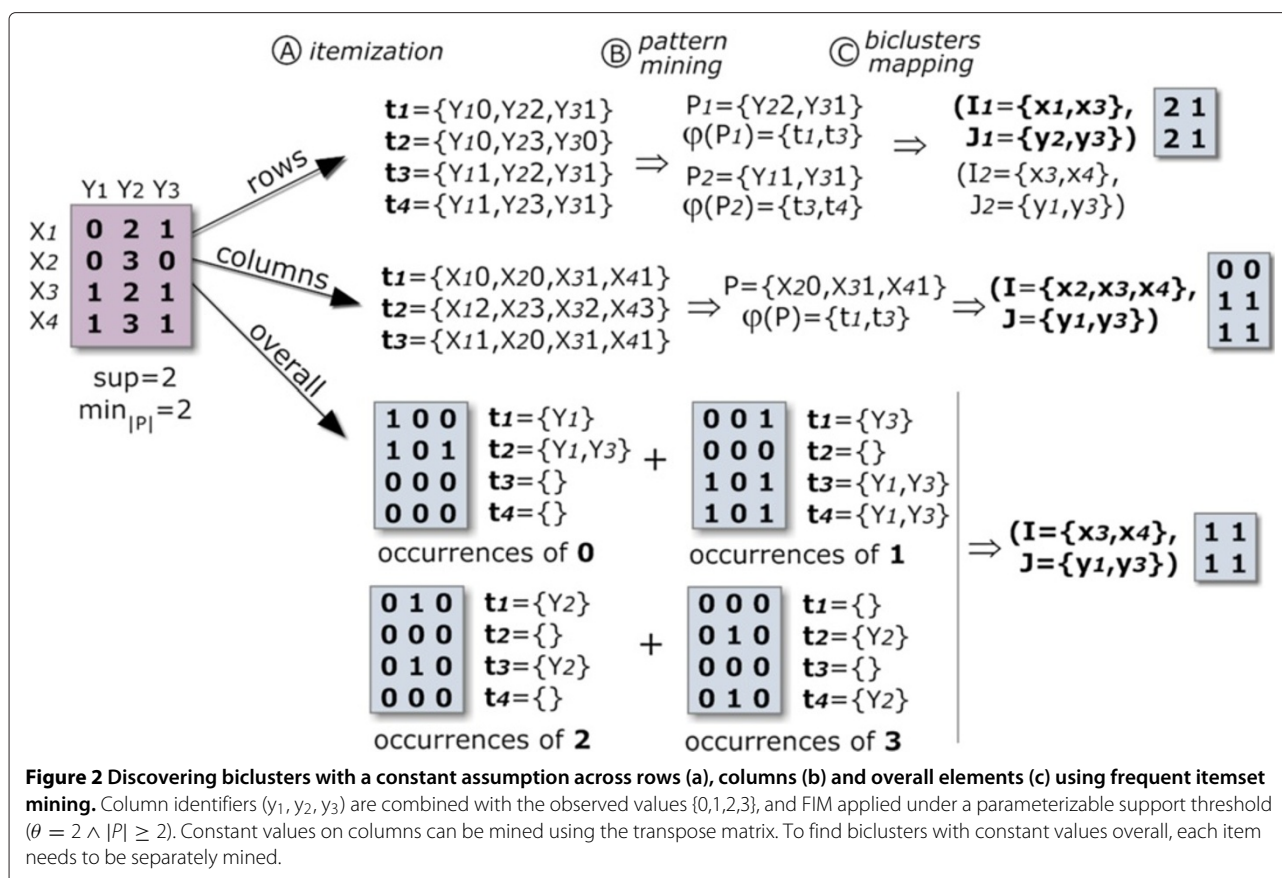 Ⓐ itemization
Ⓑ pattern mining
Ⓒ biclusters mapping
Y1 Y2 Y3
X1 0 2 1
X2 0 3 0
X3 1 2 1
X4 1 3 1
sup=2
min|P|=2
rows
t1={Y10,Y22,Y31}
t2={Y10,Y23,Y30}
t3={Y11,Y22,Y31}
t4={Y11,Y23,Y31}
⇒
P1={Y22,Y31}
φ(P1)={t1,t3}
P2={Y11,Y31}
φ(P2)={t3,t4}
⇒
(I1={x1,x3},
J1={y2,y3})
2 1
2 1
(I2={x3,x4},
J2={y1,y3})
columns
t1={X10,X20,X31,X41}
t2={X12,X23,X32,X43}
t3={X11,X20,X31,X41}
⇒
P={X20,X31,X41}
φ(P)={t1,t3}
⇒
(I={x2,x3,x4},
J={y1,y3})
0 0
1 1
1 1
overall
1 0 0 t1={Y1}
1 0 1 t2={Y1,Y3}
0 0 0 t3={}
0 0 0 t4={}
occurrences of 0
+
0 0 1 t1={Y3}
0 0 0 t2={}
1 0 1 t3={Y1,Y3}
1 0 1 t4={Y1,Y3}
occurrences of 1
0 1 0 t1={Y2}
0 0 0 t2={}
0 1 0 t3={Y2}
0 0 0 t4={}
occurrences of 2
+
0 0 0 t1={}
0 1 0 t2={Y2}
0 0 0 t3={}
0 1 0 t4={Y2}
occurrences of 3
⇒
(I={x3,x4},
J={y1,y3})
1 1
1 1
Figure 2 Discovering biclusters with a constant assumption across rows (a), columns (b) and overall elements (c) using frequent itemset
mining. Column identifiers (y₁, y₂, y₃) are combined with the observed values {0,1,2,3}, and FIM applied under a parameterizable support threshold
(θ = 2 ∧ |P| ≥ 2). Constant values on columns can be mined using the transpose matrix. To find biclusters with constant values overall, each item
needs to be separately mined.